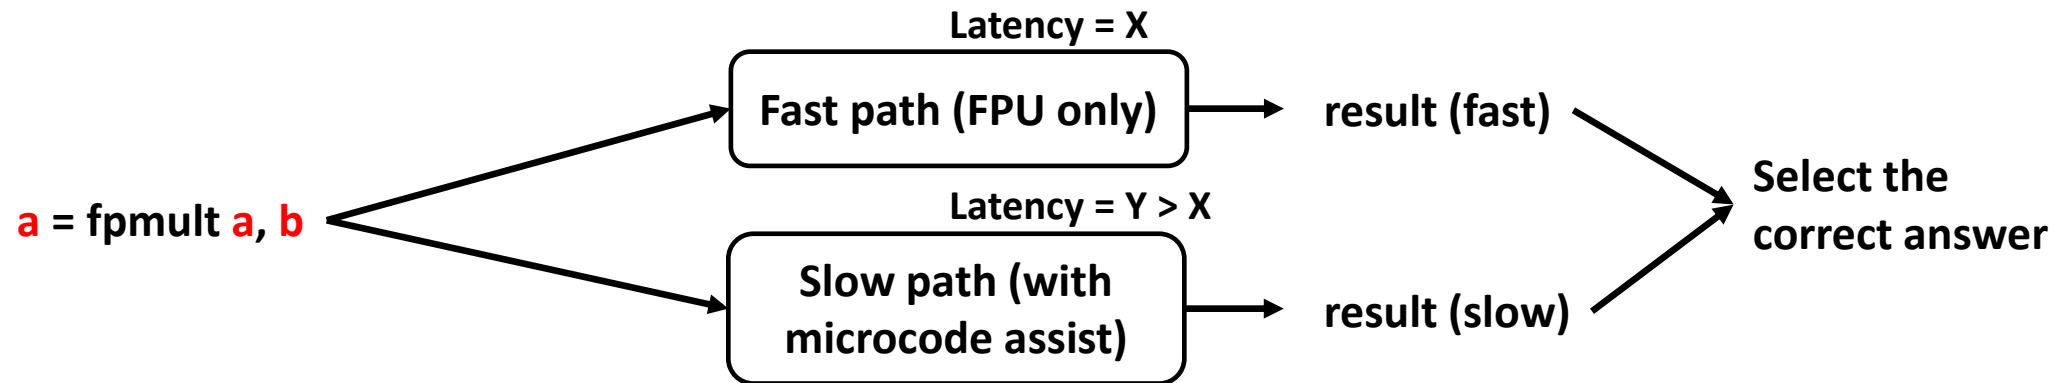 Latency = X
Fast path (FPU only)
result (fast)
a = fpmult a, b
Select the
correct answer
Latency = Y > X
Slow path (with
microcode assist)
result (slow)